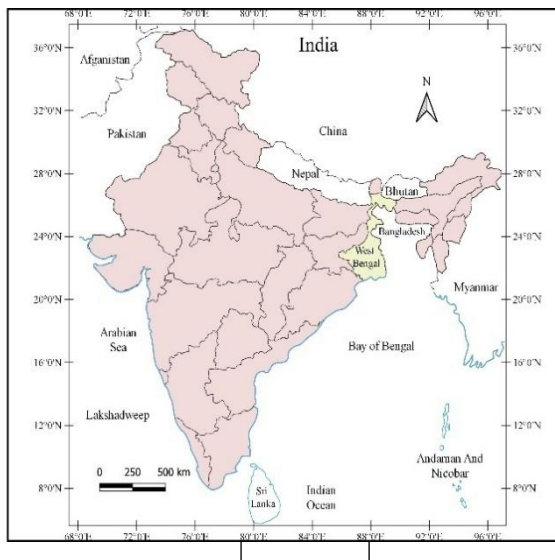 68°0'E 72°0'E 76°0'E 80°0'E 84°0'E 88°0'E 92°0'E 96°0'E
India
36°0'N
36°0'N
Afganistan
N
32°0'N
32°0'N
Pakistan
China
28°0'N
Nepal
Bhutan
28°0'N
24°0'N
Bangladesh
24°0'N
West
Bengal
Myanmar
20°0'N
20°0'N
Arabian
Sea
Bay of Bengal
16°0'N
16°0'N
Lakshadweep
12°0'N
12°0'N
Andaman And
Nicobar
0 250 500 km
8°0'N
Sri
Lanka
Indian
Ocean
8°0'N
68°0'E 72°0'E 76°0'E 80°0'E 84°0'E 88°0'E 92°0'E 96°0'E